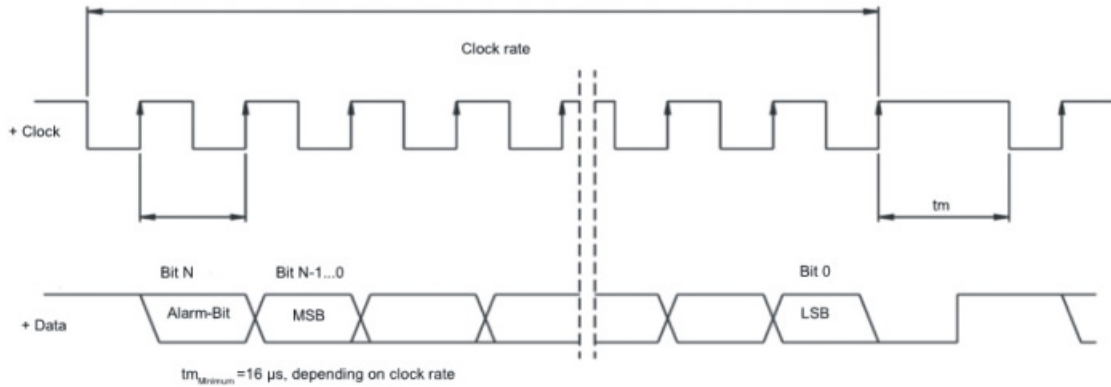 Clock rate
+ Clock
tm
Bit N Bit N-1...0 Bit 0
+ Data Alarm-Bit MSB LSB
tmMinimum =16 µs, depending on clock rate